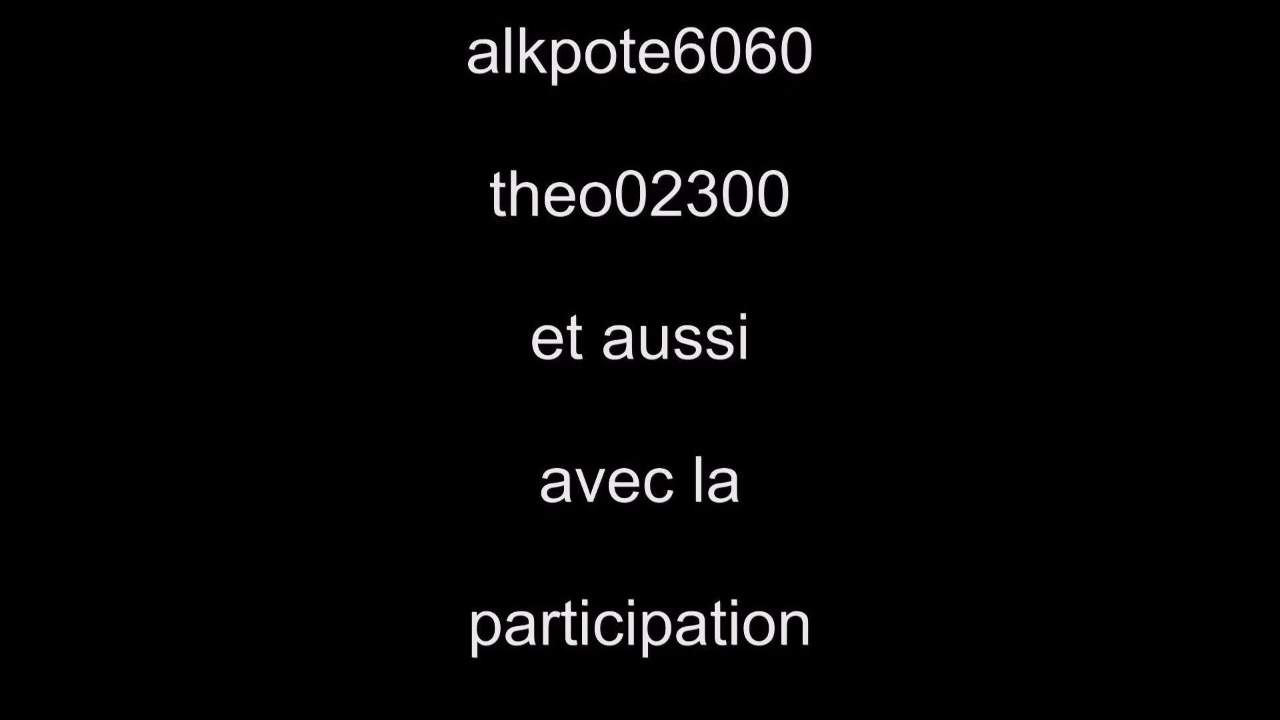 alkpote6060
theo02300
et aussi
avec la
participation